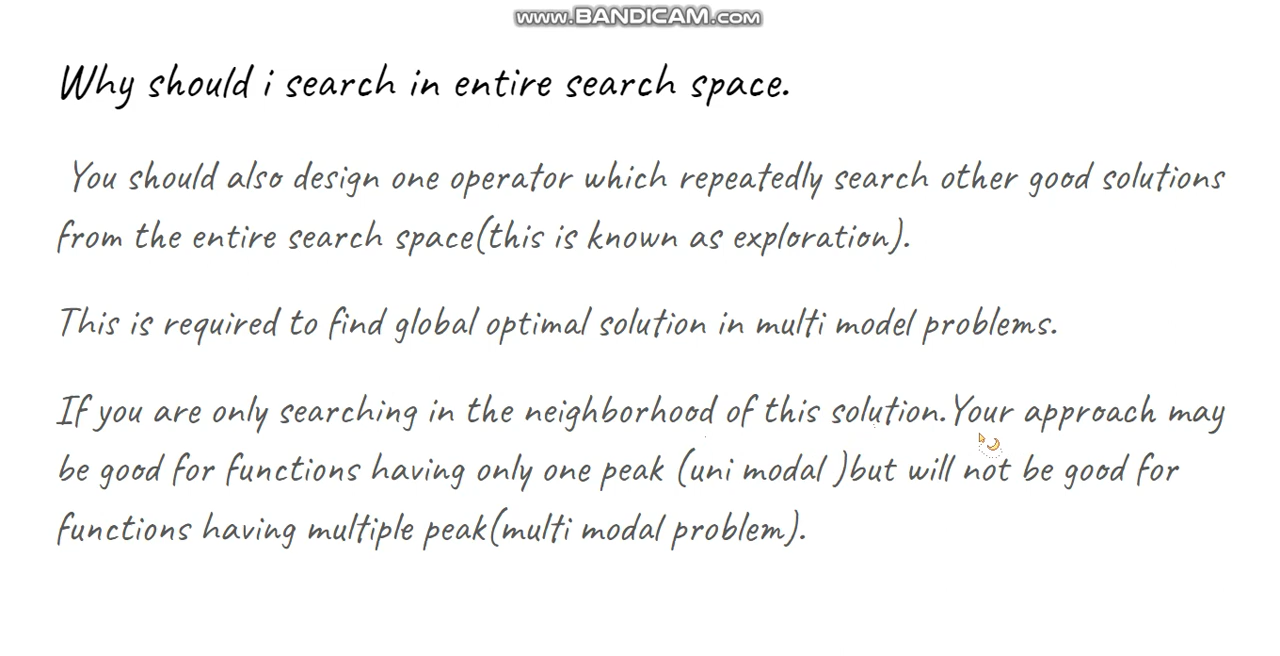 www.BANDICAM.com
Why should i search in entire search space.
You should also design one operator which repeatedly search other good solutions
from the entire search space(this is known as exploration).
This is required to find global optimal solution in multi model problems.
If you are only searching in the neighborhood of this solution.Your approach may
be good for functions having only one peak (uni modal )but will not be good for
functions having multiple peak(multi modal problem).